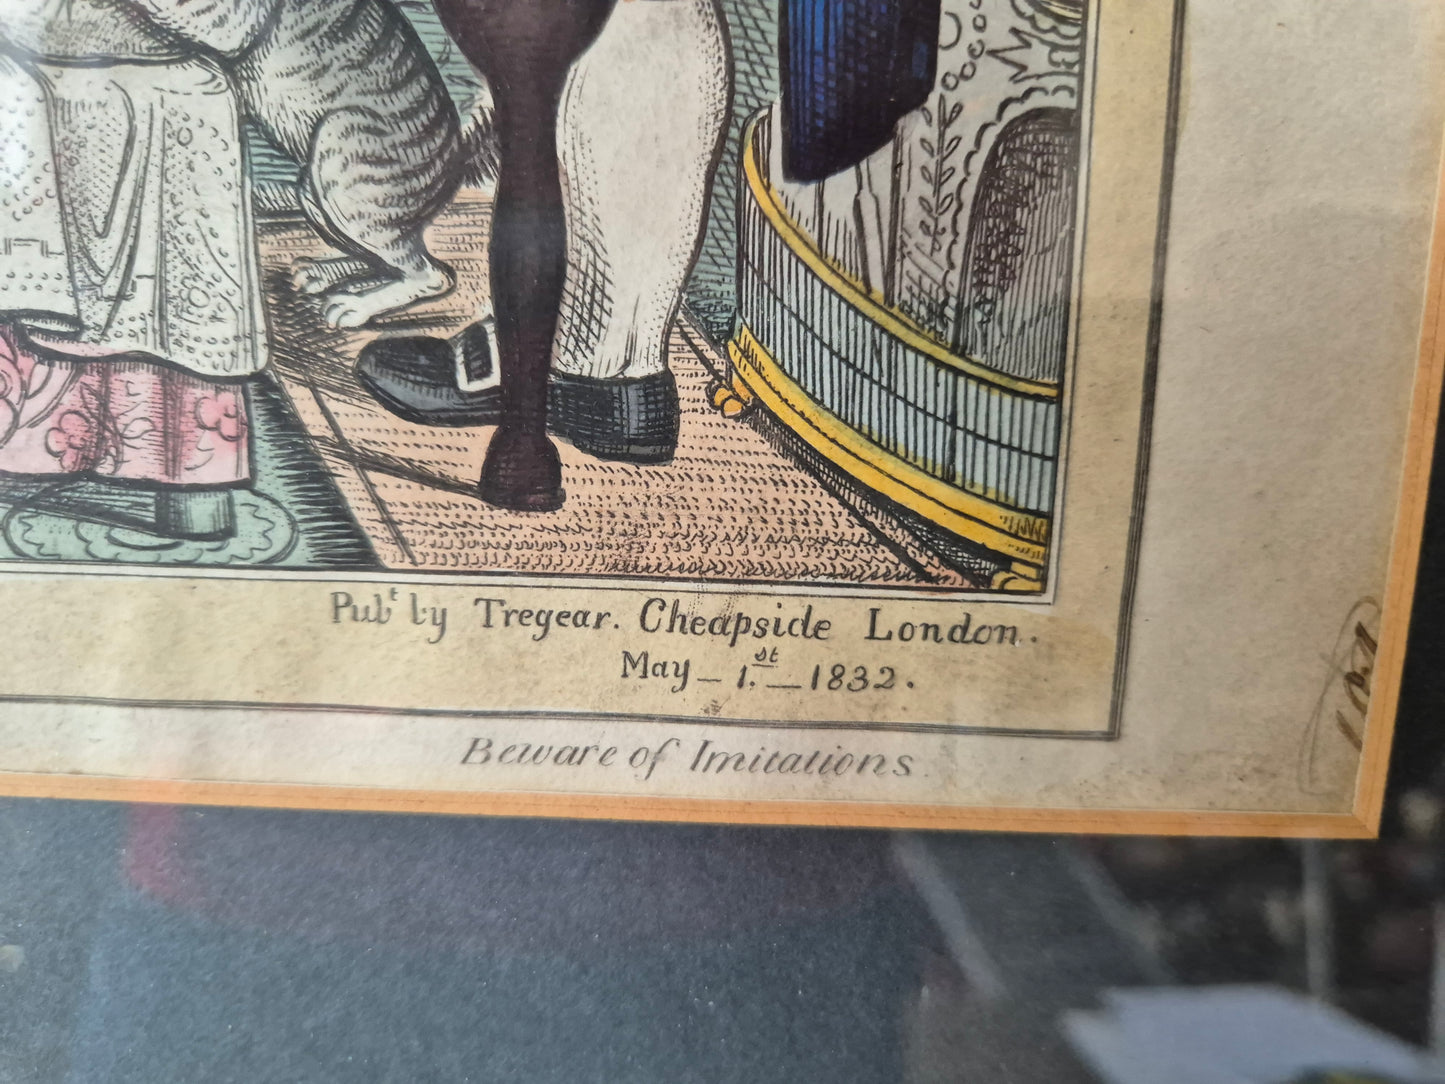 Pubt by Tregear. Cheapside London.
May – 1.st – 1832.
Beware of Imitations.